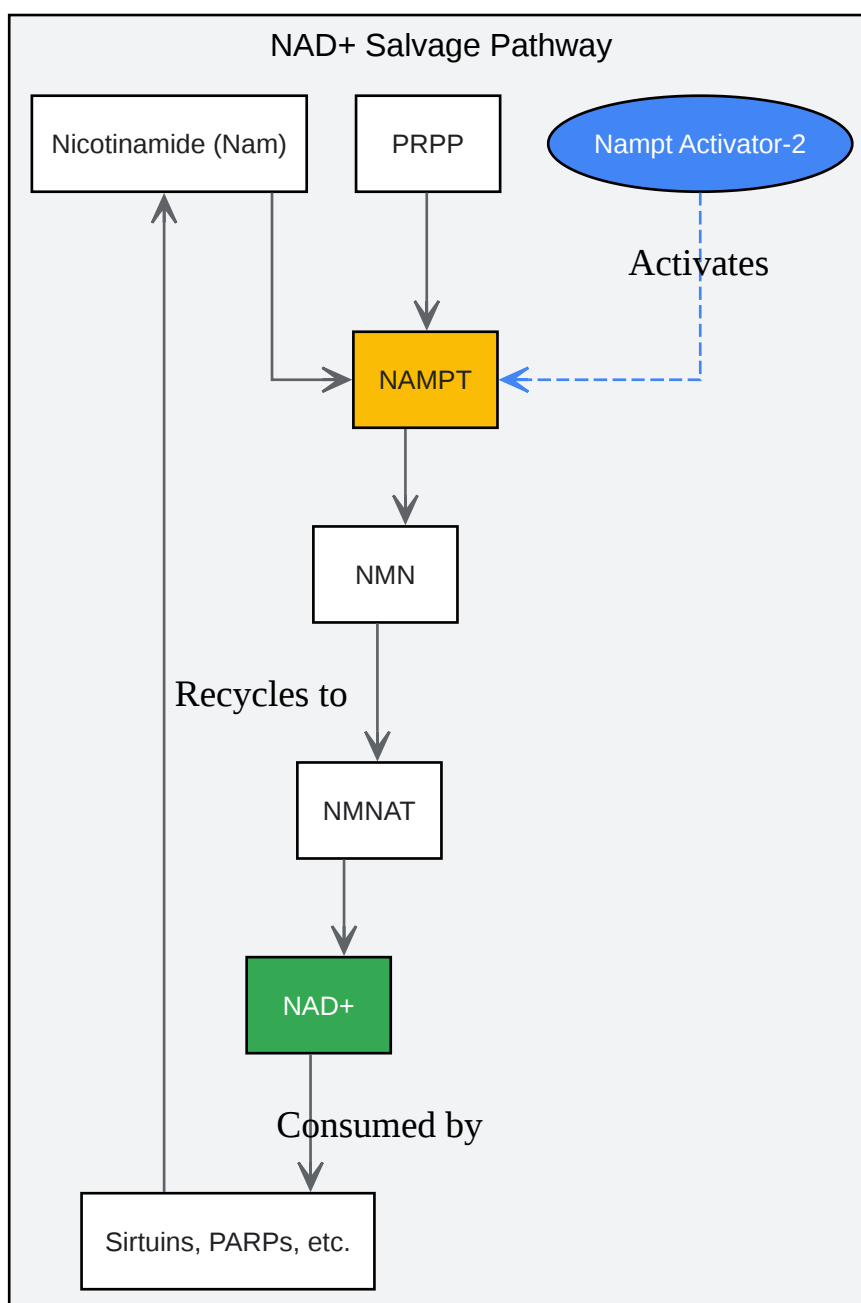 NAD+ Salvage Pathway
Nicotinamide (Nam)
PRPP
Nampt Activator-2
Activates
NAMPT
NMN
Recycles to
NMNAT
NAD+
Consumed by
Sirtuins, PARPs, etc.